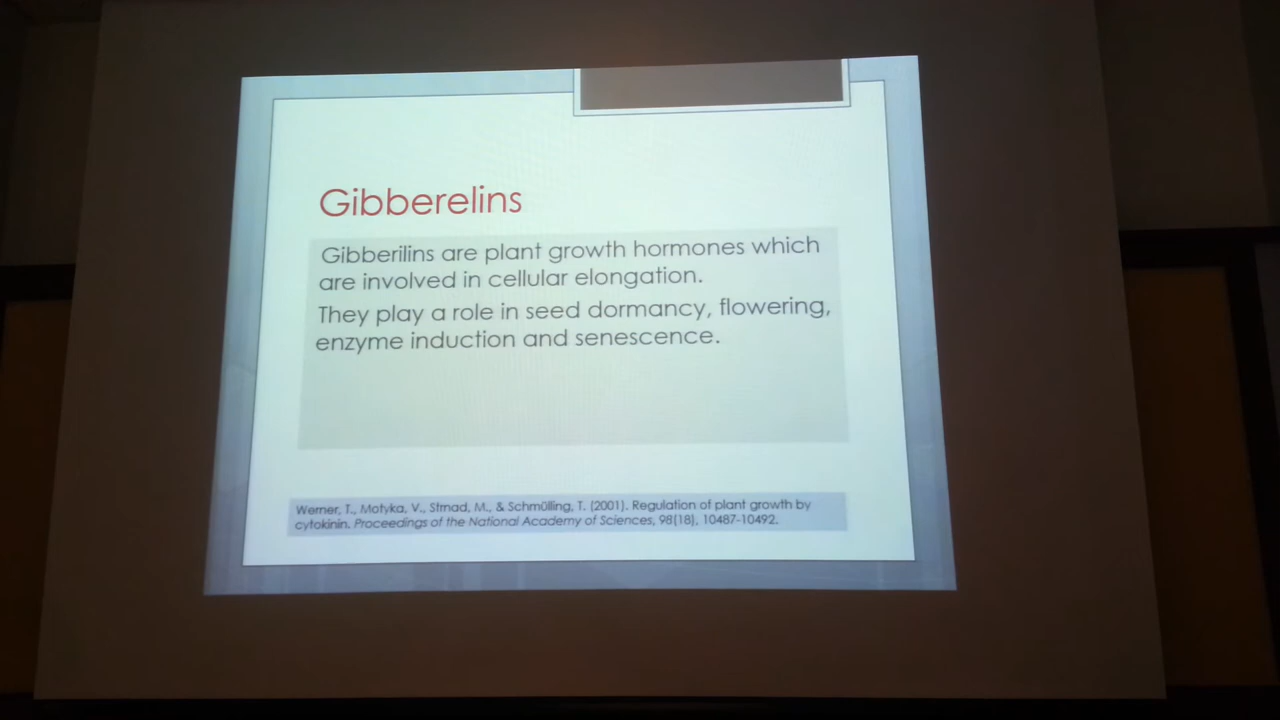 Gibberelins
Gibberilins are plant growth hormones which
are involved in cellular elongation.
They play a role in seed dormancy, flowering,
enzyme induction and senescence.
Werner, T., Motyka, V., Strnad, M., & Schmülling, T. (2001). Regulation of plant growth by
cytokinin. Proceedings of the National Academy of Sciences, 98(18), 10487-10492.